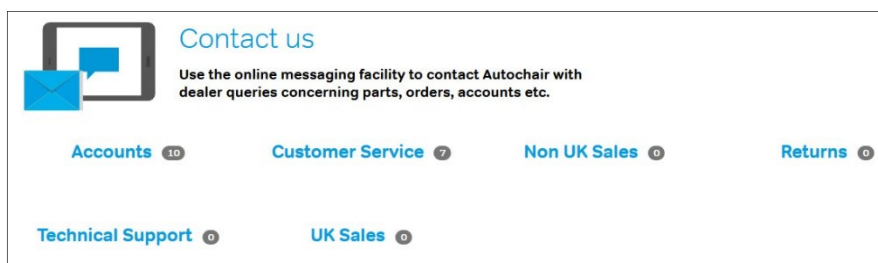 Contact us
Use the online messaging facility to contact Autochair with
dealer queries concerning parts, orders, accounts etc.
Accounts 10 Customer Service 7 Non UK Sales 0 Returns 0
Technical Support 0 UK Sales 0